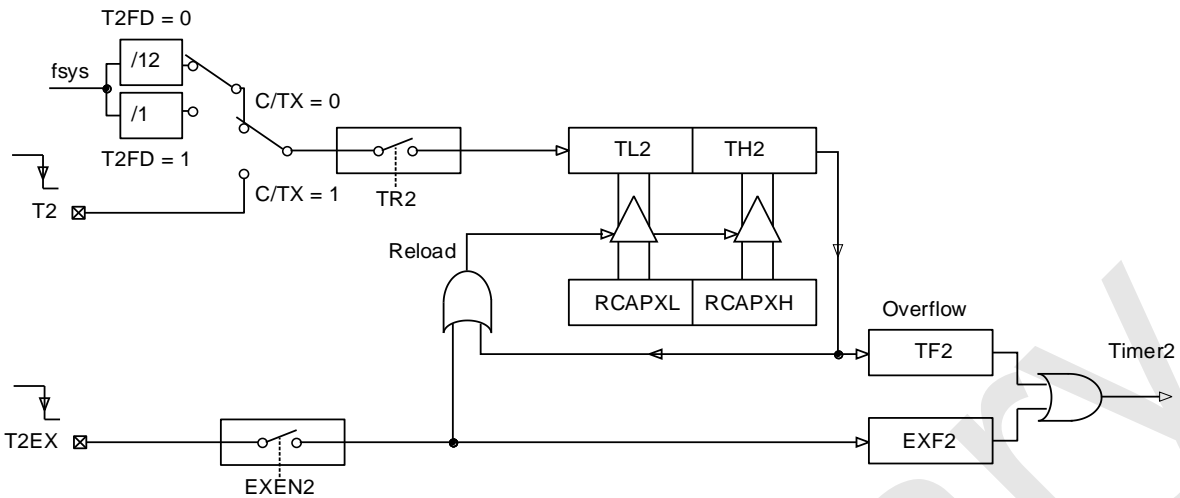 T2FD = 0
/12
fsys
/1
C/TX = 0
T2FD = 1
T2
C/TX = 1
TR2
TL2
TH2
Reload
RCAPXL
RCAPXH
Overflow
TF2
Timer2
T2EX
EXEN2
EXF2